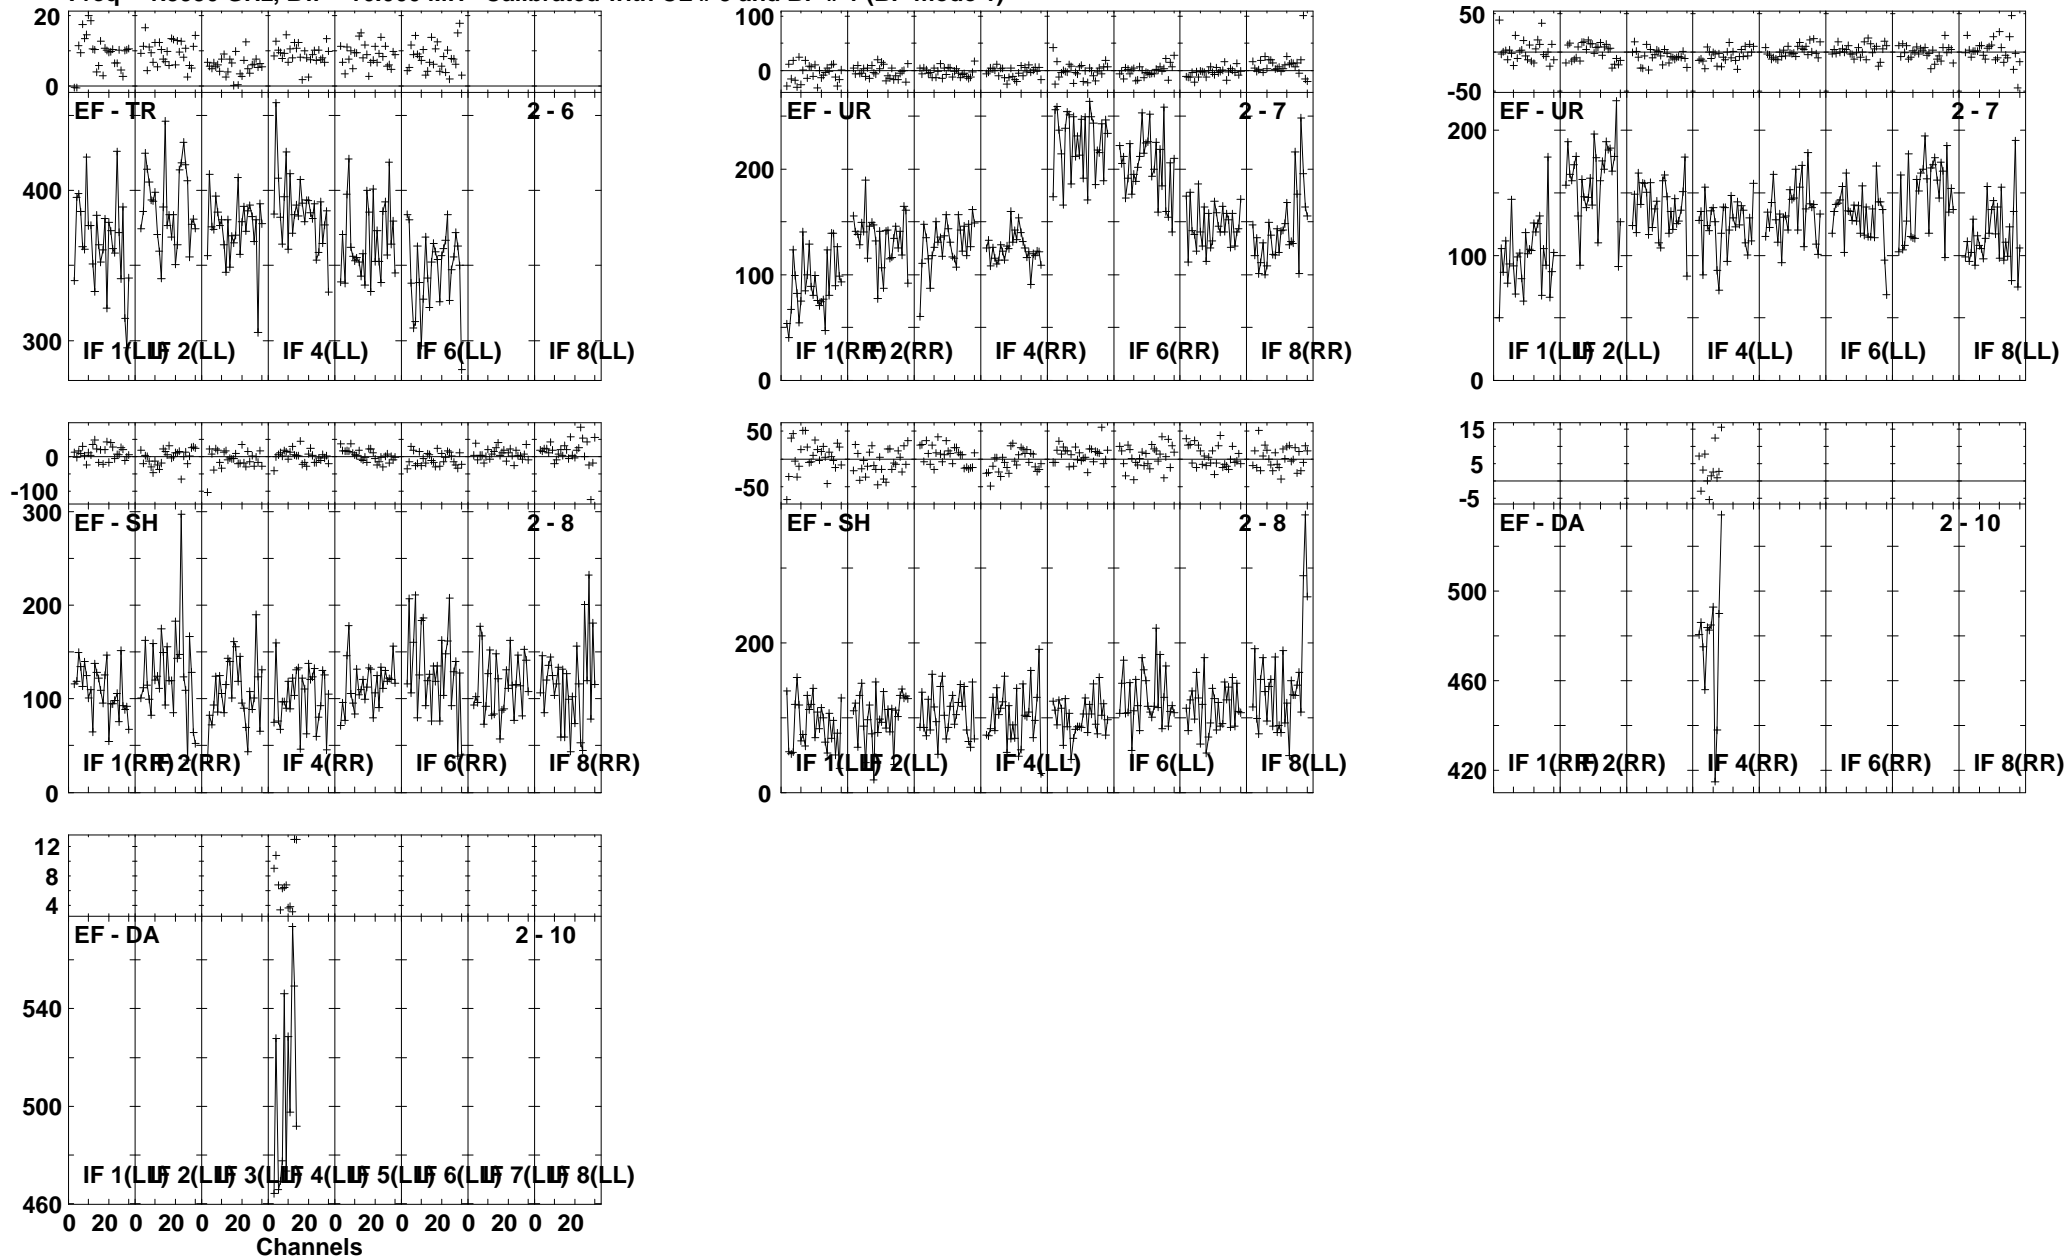 20
0
EF - TR 2 - 6
400
300
IF 1(LL) IF 2(LL) IF 4(LL) IF 6(LL) IF 8(LL)
100
0
EF - UR 2 - 7
200
100
0
IF 1(RR) IF 2(RR) IF 4(RR) IF 6(RR) IF 8(RR)
50
-50
EF - UR 2 - 7
200
100
0
IF 1(LL) IF 2(LL) IF 4(LL) IF 6(LL) IF 8(LL)
0
-100
EF - SH 2 - 8
300
200
100
0
IF 1(RR) IF 2(RR) IF 4(RR) IF 6(RR) IF 8(RR)
50
-50
EF - SH 2 - 8
200
0
IF 1(LL) IF 2(LL) IF 4(LL) IF 6(LL) IF 8(LL)
15
5
-5
EF - DA 2 - 10
500
460
420
IF 1(RR) IF 2(RR) IF 4(RR) IF 6(RR) IF 8(RR)
12
8
4
EF - DA 2 - 10
540
500
460
IF 1(LL) IF 2(LL) IF 3(LL) IF 4(LL) IF 5(LL) IF 6(LL) IF 7(LL) IF 8(LL)
0 20 0 20 0 20 0 20 0 20 0 20 0 20 0 20
Channels